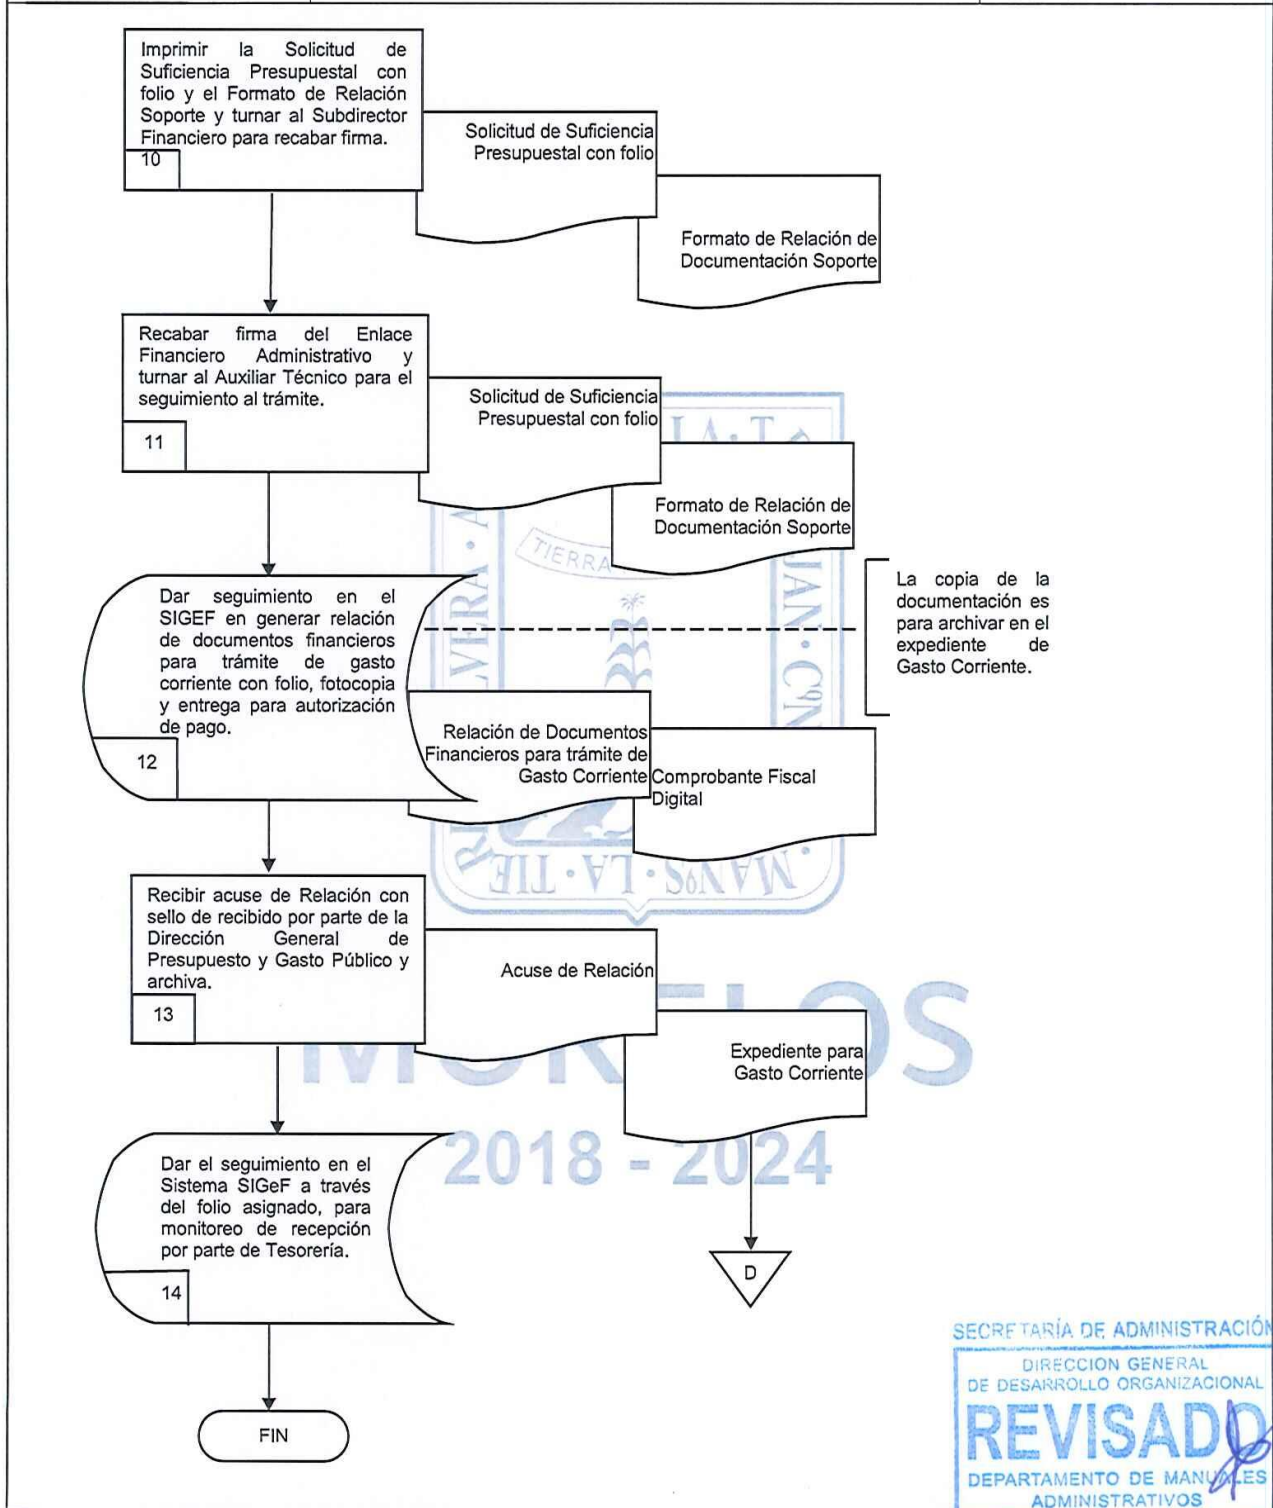 Imprimir la Solicitud de
Suficiencia Presupuestal con
folio y el Formato de Relación
Soporte y turnar al Subdirector
Financiero para recabar firma.
10
Solicitud de Suficiencia
Presupuestal con folio
Formato de Relación de
Documentación Soporte
Recabar firma del Enlace
Financiero Administrativo y
turnar al Auxiliar Técnico para el
seguimiento al trámite.
11
Solicitud de Suficiencia
Presupuestal con folio
Formato de Relación de
Documentación Soporte
Dar seguimiento en el
SIGEF en generar relación
de documentos financieros
para trámite de gasto
corriente con folio, fotocopia
y entrega para autorización
de pago.
12
La copia de la
documentación es
para archivar en el
expediente de
Gasto Corriente.
Relación de Documentos
Financieros para trámite de
Gasto Corriente
Comprobante Fiscal
Digital
TIERRA
MANOS · LA · TIE
Recibir acuse de Relación con
sello de recibido por parte de la
Dirección General de
Presupuesto y Gasto Público y
archiva.
13
Acuse de Relación
Expediente para
Gasto Corriente
2018 - 2024
Dar el seguimiento en el
Sistema SIGeF a través
del folio asignado, para
monitoreo de recepción
por parte de Tesorería.
14
D
FIN
SECRETARÍA DE ADMINISTRACIÓN
DIRECCION GENERAL
DE DESARROLLO ORGANIZACIONAL
REVISADO
DEPARTAMENTO DE MANUALES
ADMINISTRATIVOS